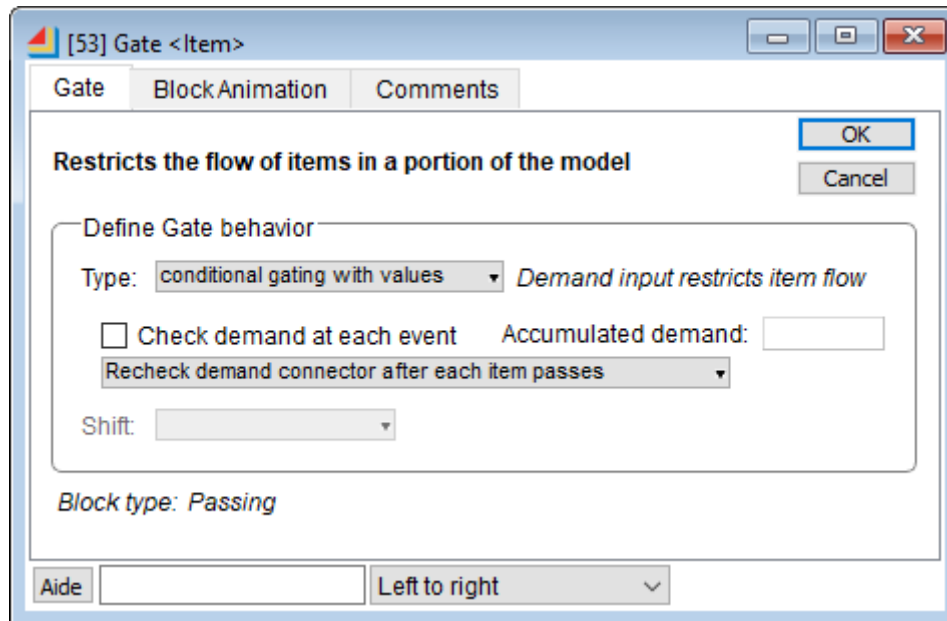 [53] Gate <Item>
Gate Block Animation Comments
OK
Restricts the flow of items in a portion of the model
Cancel
Define Gate behavior
Type: conditional gating with values Demand input restricts item flow
Check demand at each event Accumulated demand:
Recheck demand connector after each item passes
Shift:
Block type: Passing
Aide Left to right